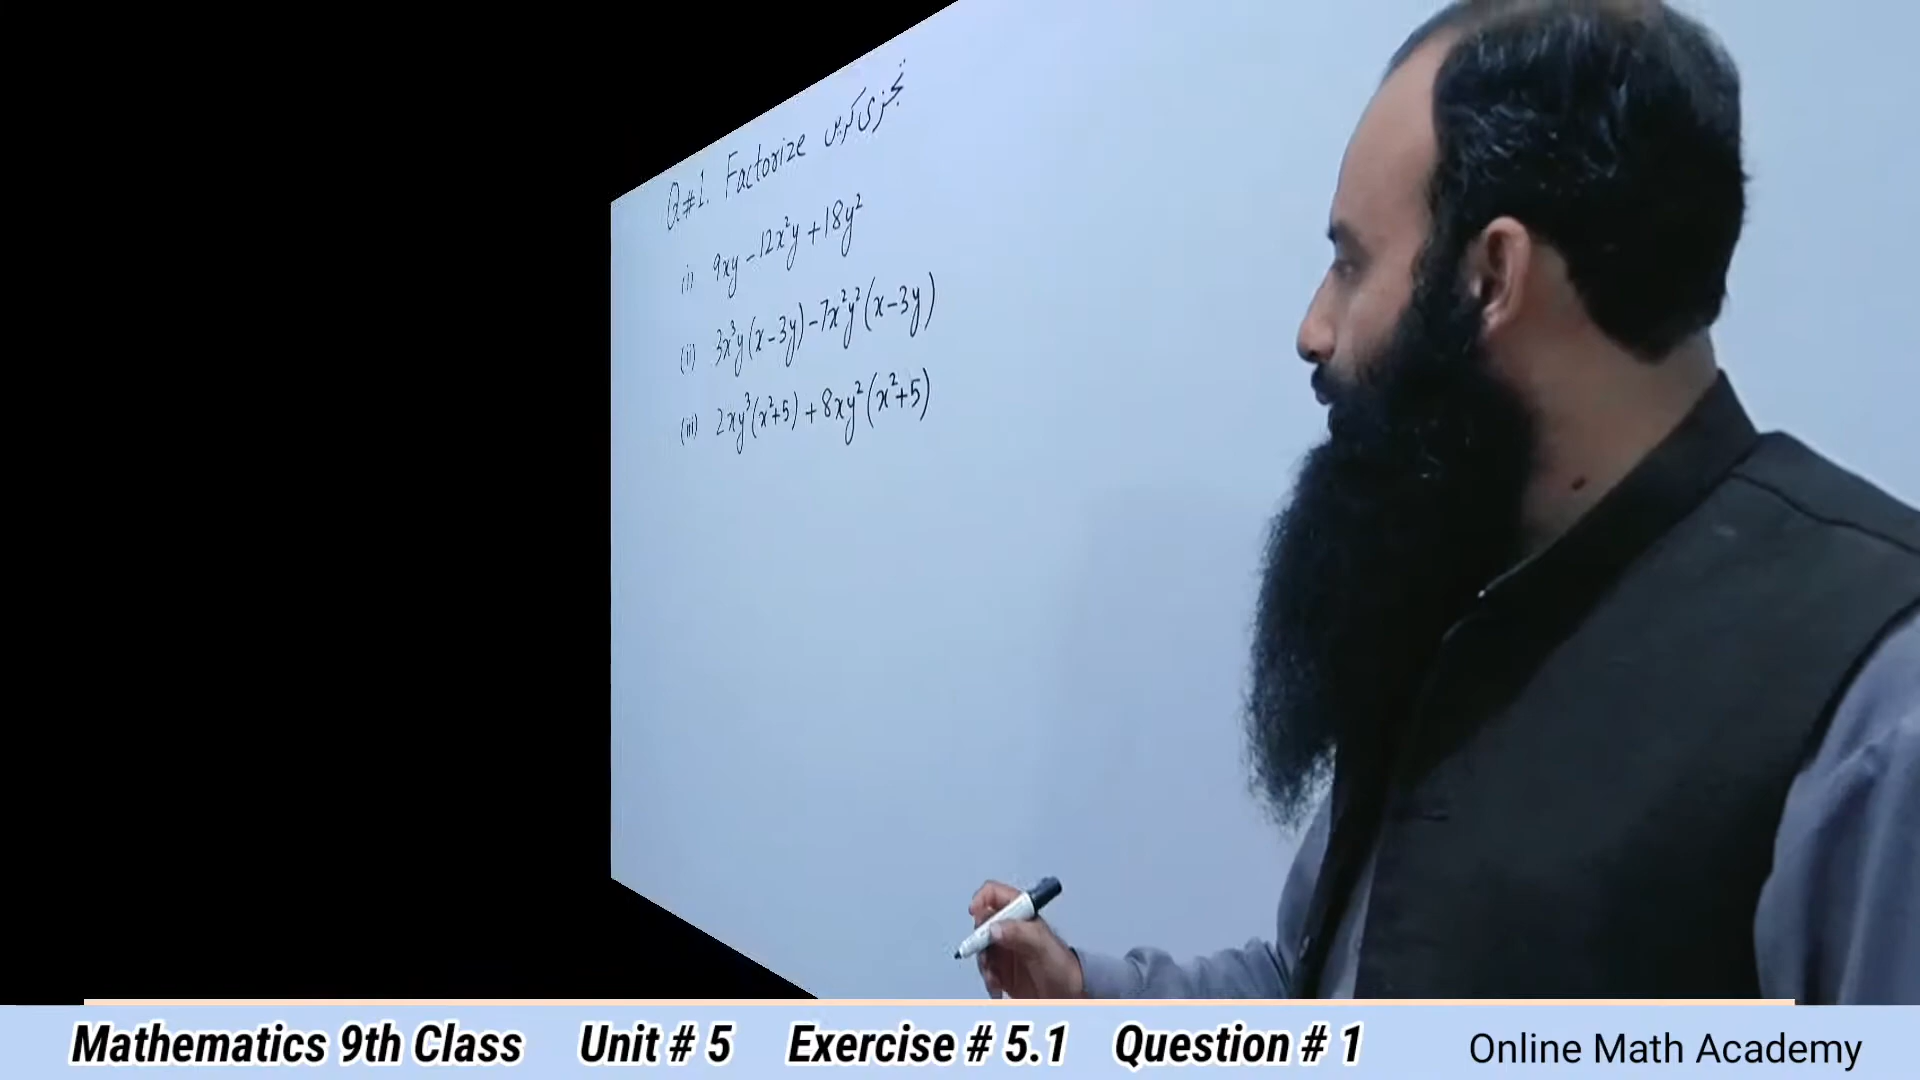 Q#1. Factorize تجزی کریں
(i) 9xy - 12x²y + 18y²
(ii) 3x³y(x-3y) - 7x²y²(x-3y)
(iii) 2xy³(x²+5) + 8xy²(x²+5)
Mathematics 9th Class Unit # 5 Exercise # 5.1 Question # 1 Online Math Academy